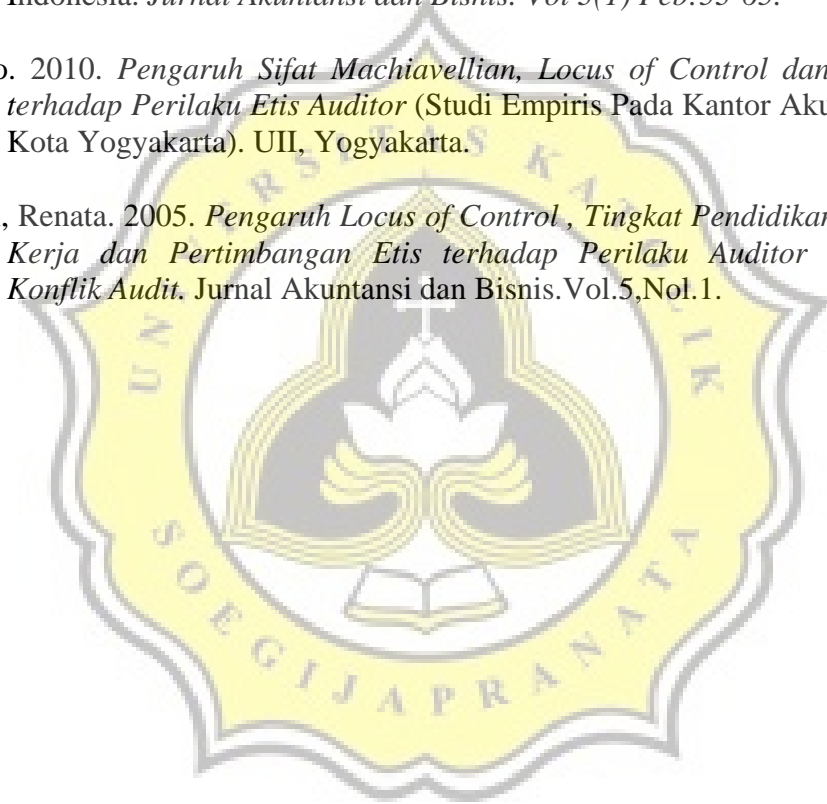 Indonesia. Jurnal Akuntansi dan Bisnis. Vol 5(1) Feb:
2010. Pengaruh Sifat Machiavellian, Locus of Control dan
terhadap Perilaku Etis Auditor (Studi Empiris Pada Kantor Aku
Kota Yogyakarta). UII, Yogyakarta.
, Renata. 2005. Pengaruh Locus of Control , Tingkat Pendidikan
Kerja dan Pertimbangan Etis terhadap Perilaku Auditor
Konflik Audit. Jurnal Akuntansi dan Bisnis.Vol.5,Nol.1.
UNIVERSITAS KATOLIK
SOEGIJAPRANATA